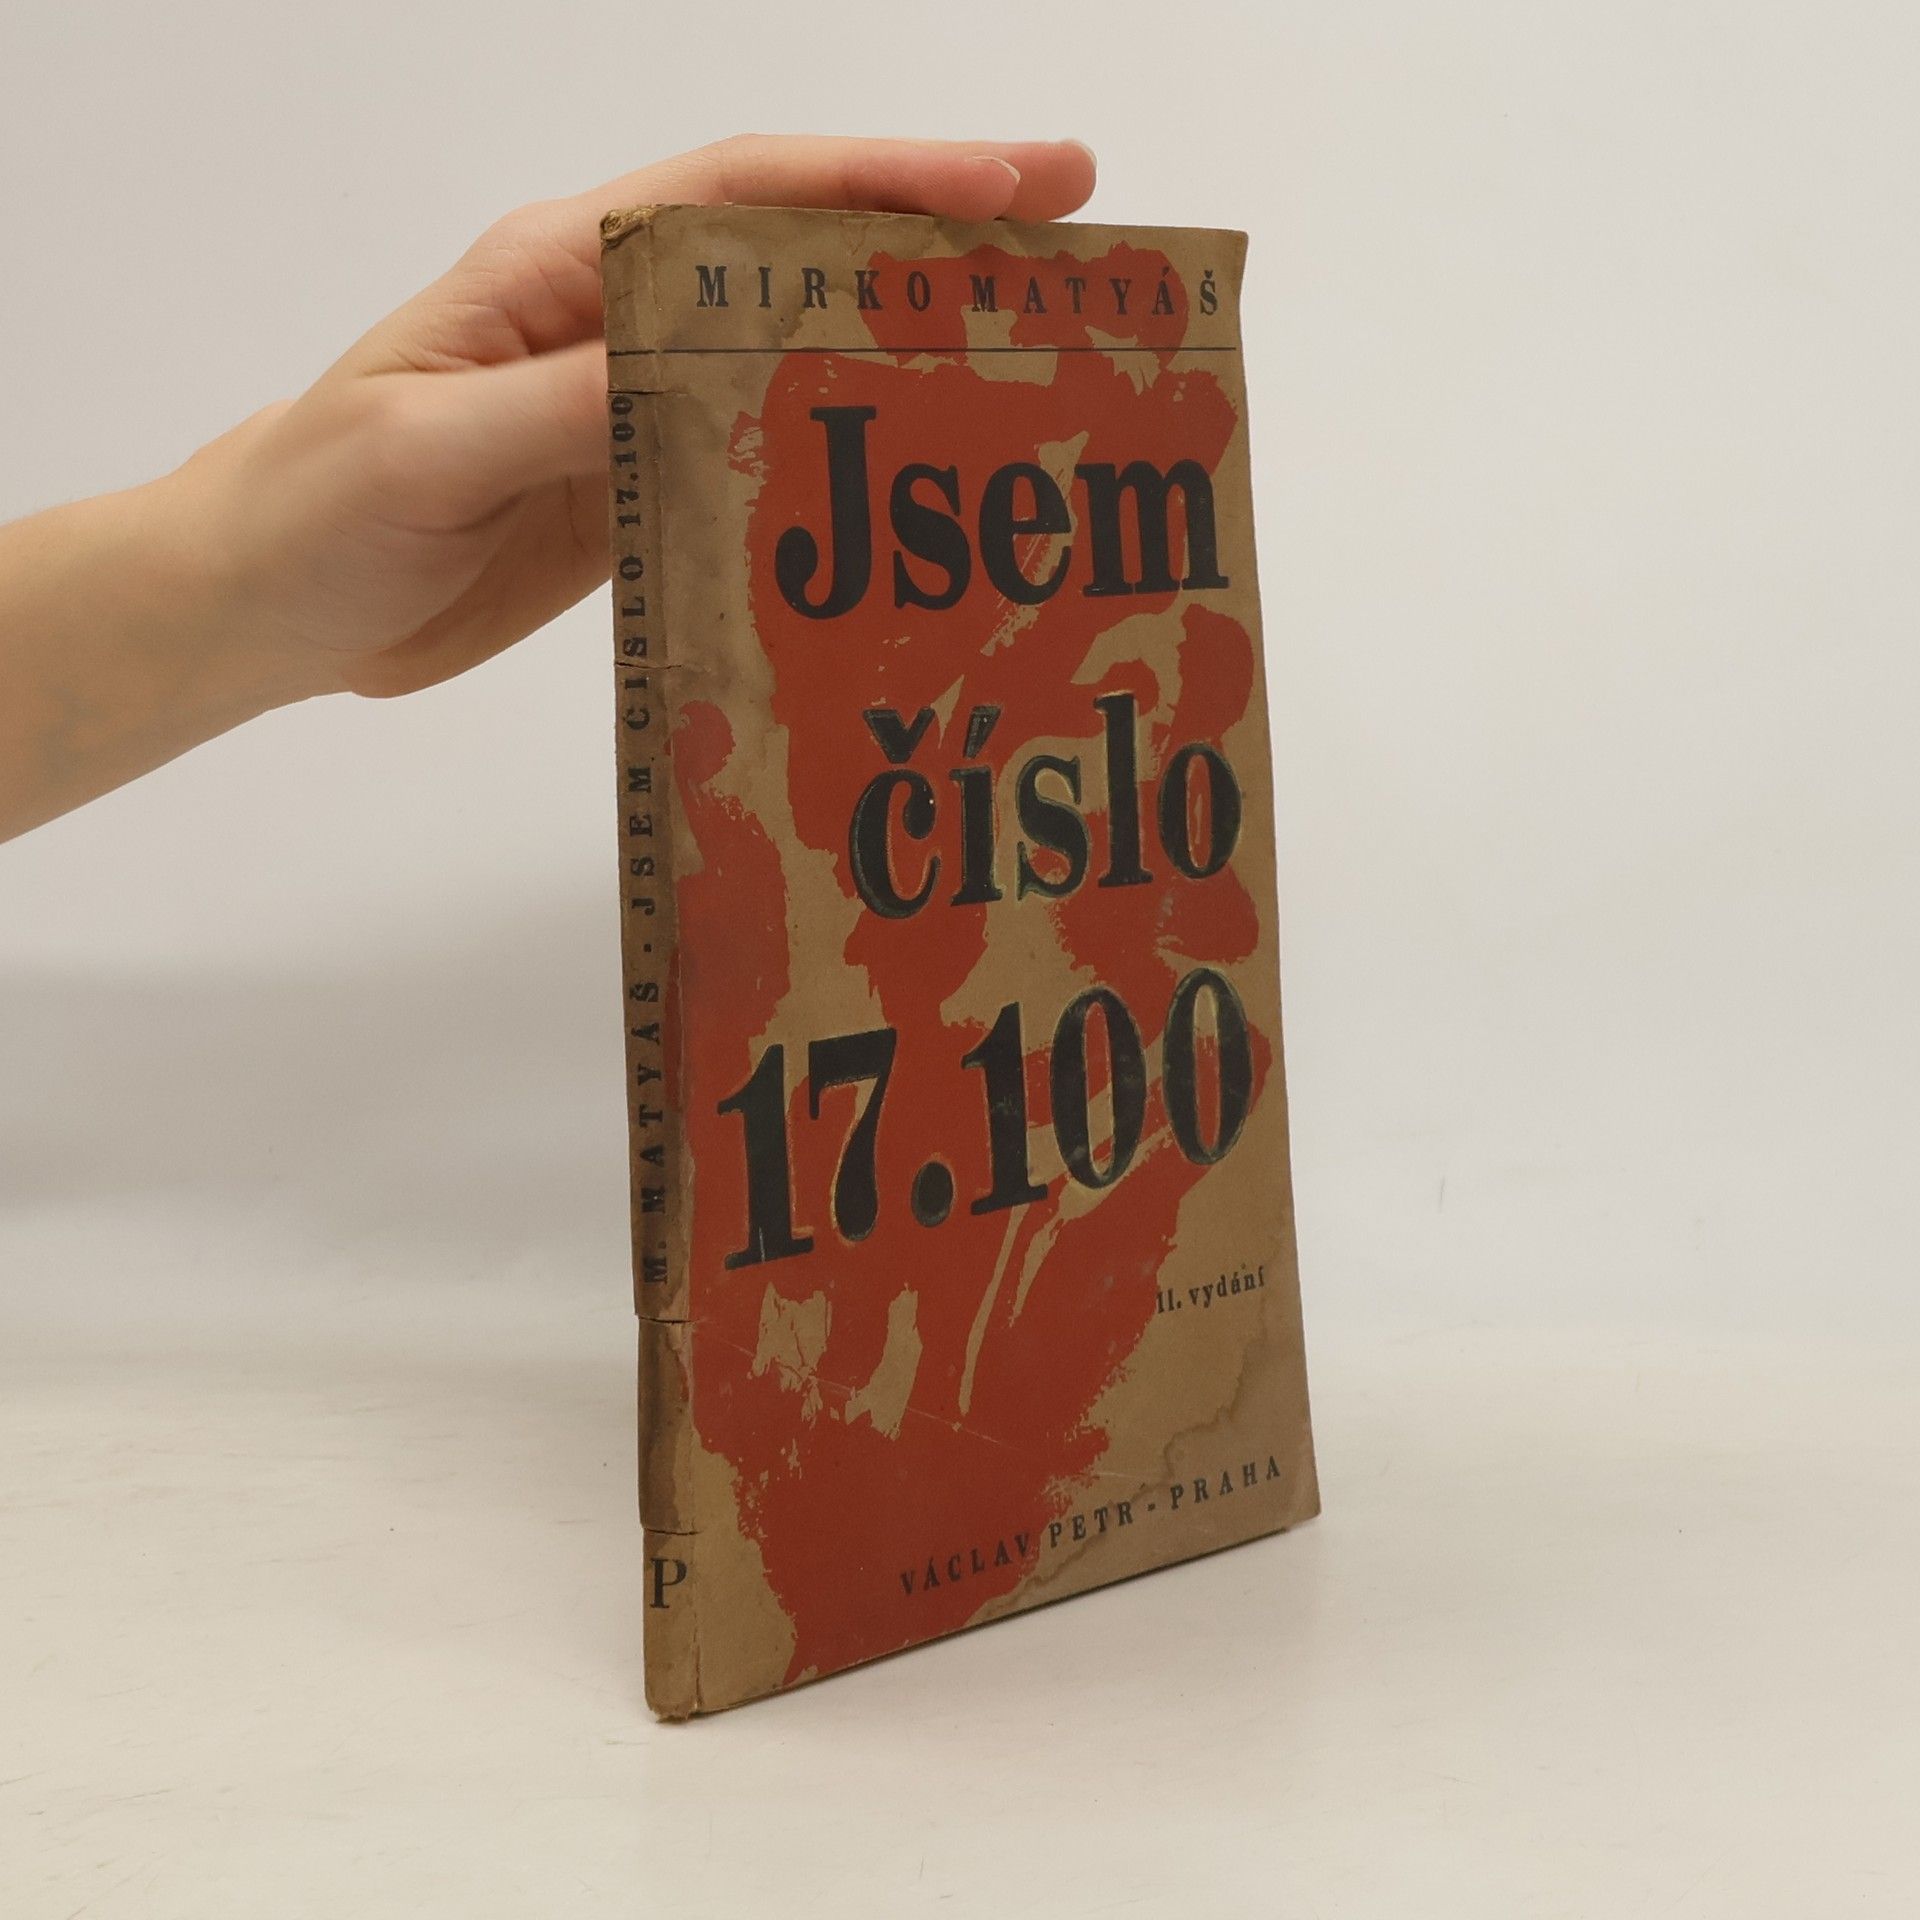 MIRKO MATYÁŠ
Jsem
číslo
17.100
II. vydání
VÁCLAV PETR - PRAHA
M. MATYÁŠ · JSEM ČÍSLO 17.100
P